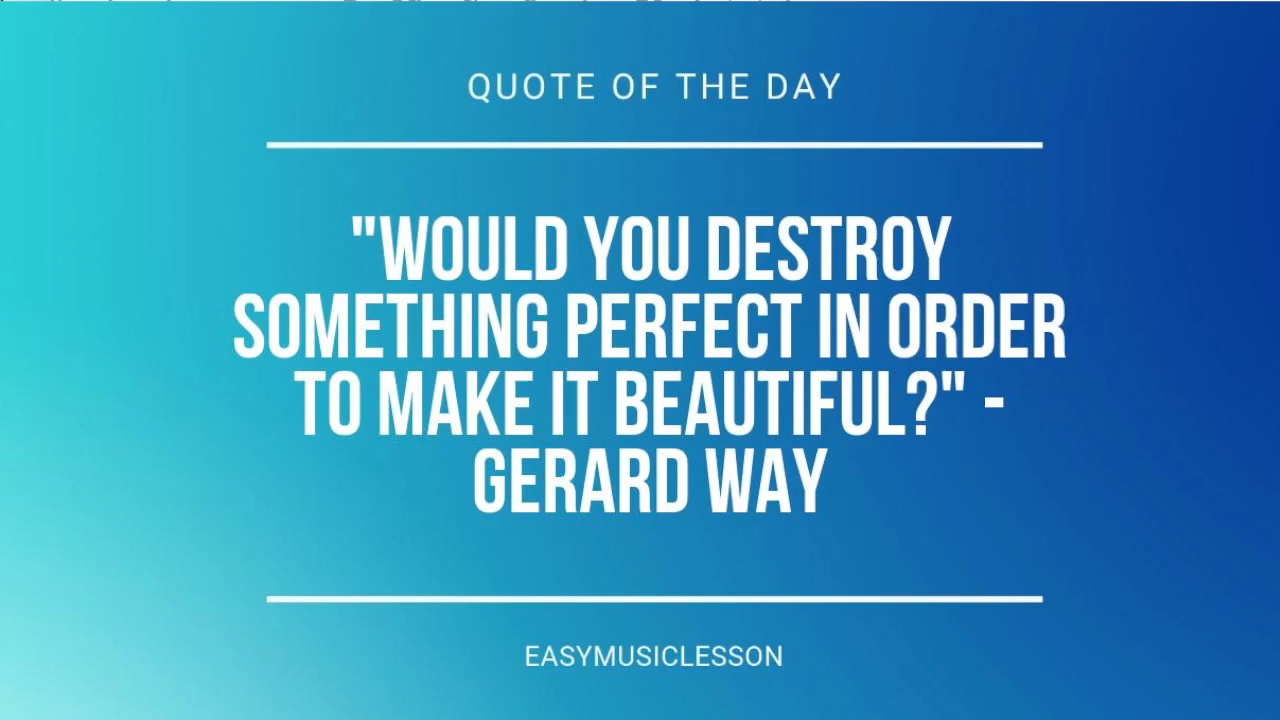 QUOTE OF THE DAY
"WOULD YOU DESTROY
SOMETHING PERFECT IN ORDER
TO MAKE IT BEAUTIFUL?" -
GERARD WAY
EASYMUSICLESSON